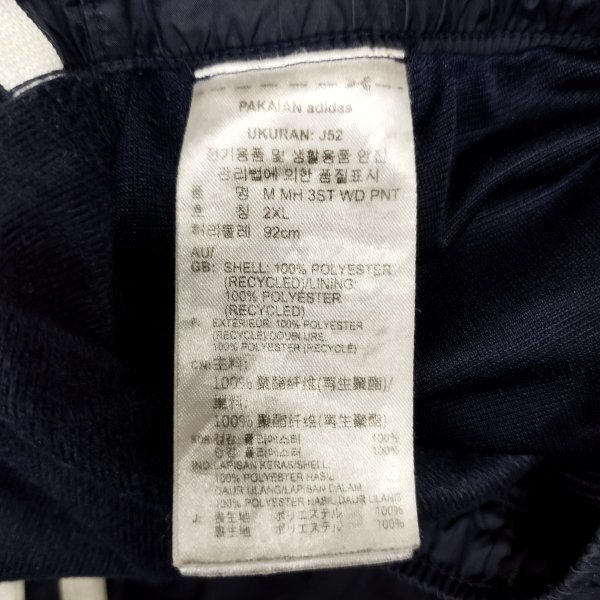 PAKAIAN adidas
UKURAN: J52
전기용품 및 생활용품 안전
관리법에 의한 품질표시
품 명 M MH 3ST WD PNT
호 칭 2XL
허리둘레 92cm
AU/
GB: SHELL: 100% POLYESTER
(RECYCLED)/LINING:
100% POLYESTER
(RECYCLED)
F: EXTÉRIEUR: 100% POLYESTER
(RECYCLÉ)/DOUBLURE:
100% POLYESTER (RECYCLÉ)
CN: 主料:
100% 聚酯纤维(再生聚酯)/
里料:
100% 聚酯纤维(再生聚酯)
겉감: 폴리에스터 100%
안감: 폴리에스터 100%
IND: LAPISAN KERAS/SHELL:
100% POLYESTER HASIL
DAUR ULANG/LAPISAN DALAM:
100% POLYESTER HASIL DAUR ULANG
J: 表生地 ポリエステル 100%
裏生地 ポリエステル 100%